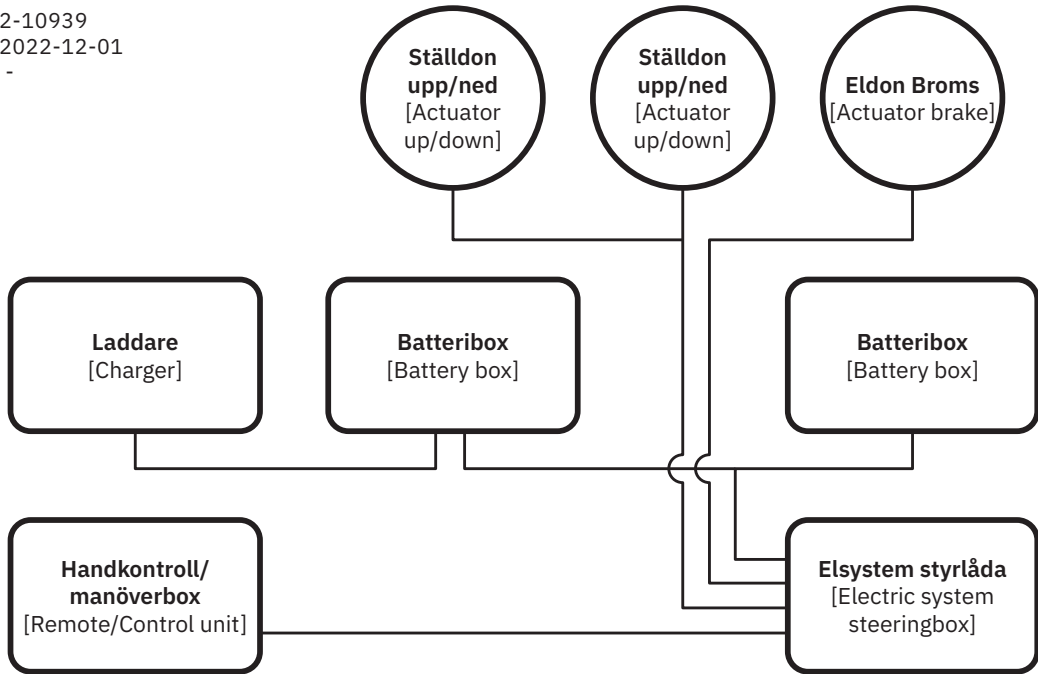 2-10939
2022-12-01
-
Ställdon
upp/ned
[Actuator
up/down]
Ställdon
upp/ned
[Actuator
up/down]
Eldon Broms
[Actuator brake]
Laddare
[Charger]
Batteribox
[Battery box]
Batteribox
[Battery box]
Handkontroll/
manöverbox
[Remote/Control unit]
Elsystem styrlåda
[Electric system
steeringbox]